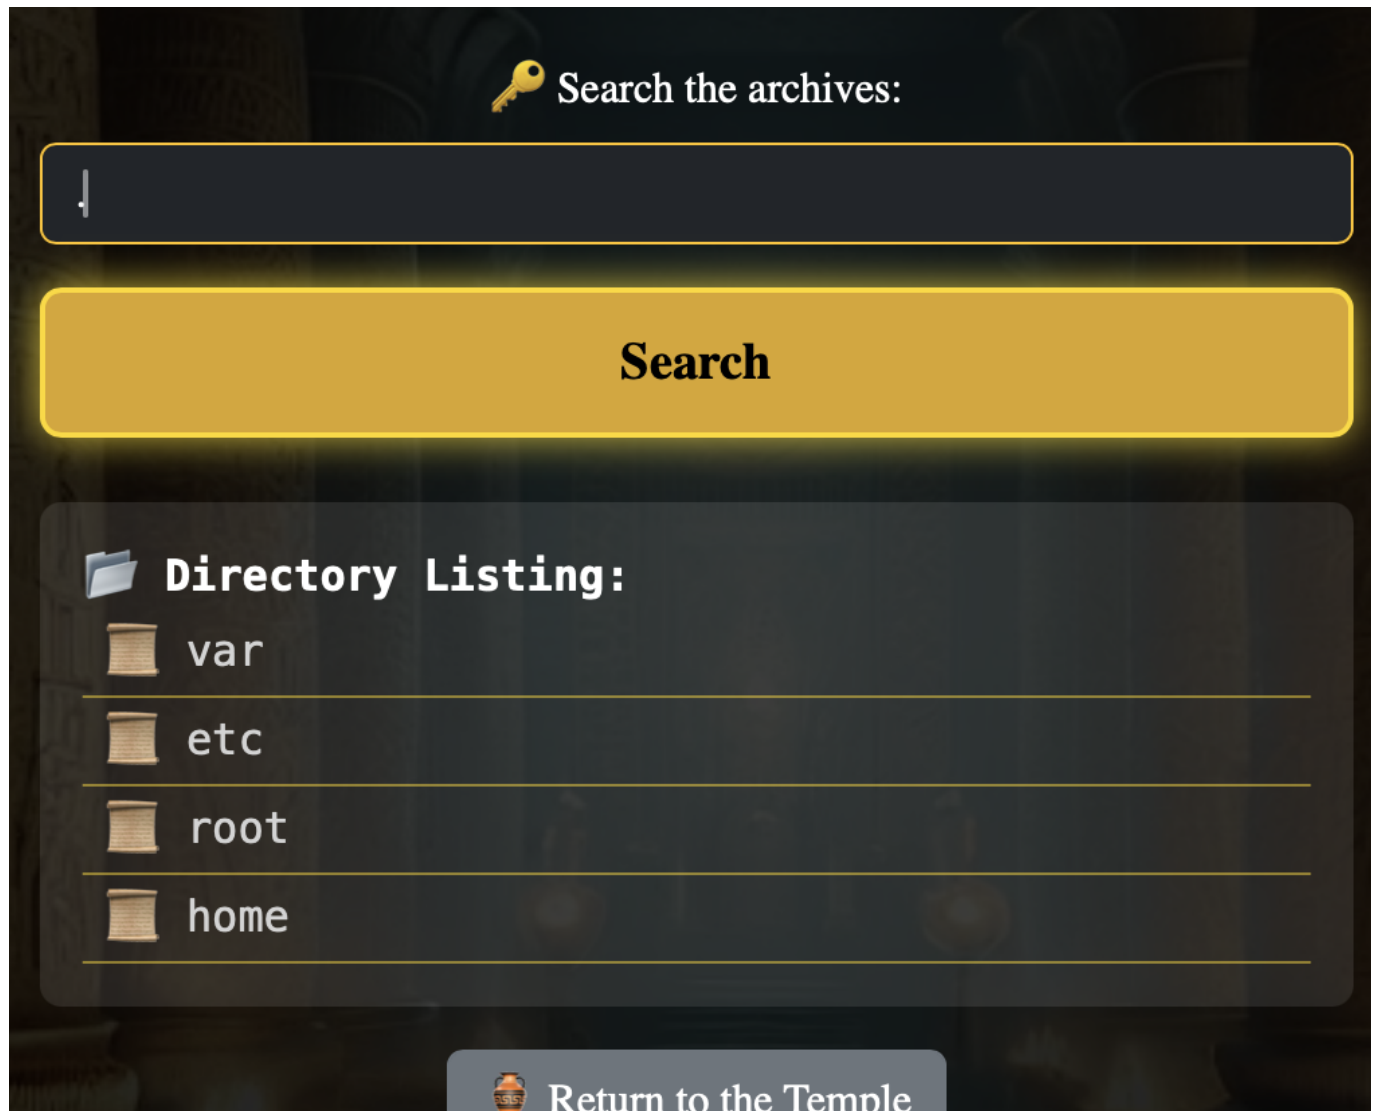 🔑 Search the archives:
.
Search
📂 Directory Listing:
📜 var
📜 etc
📜 root
📜 home
🏺 Return to the Temple